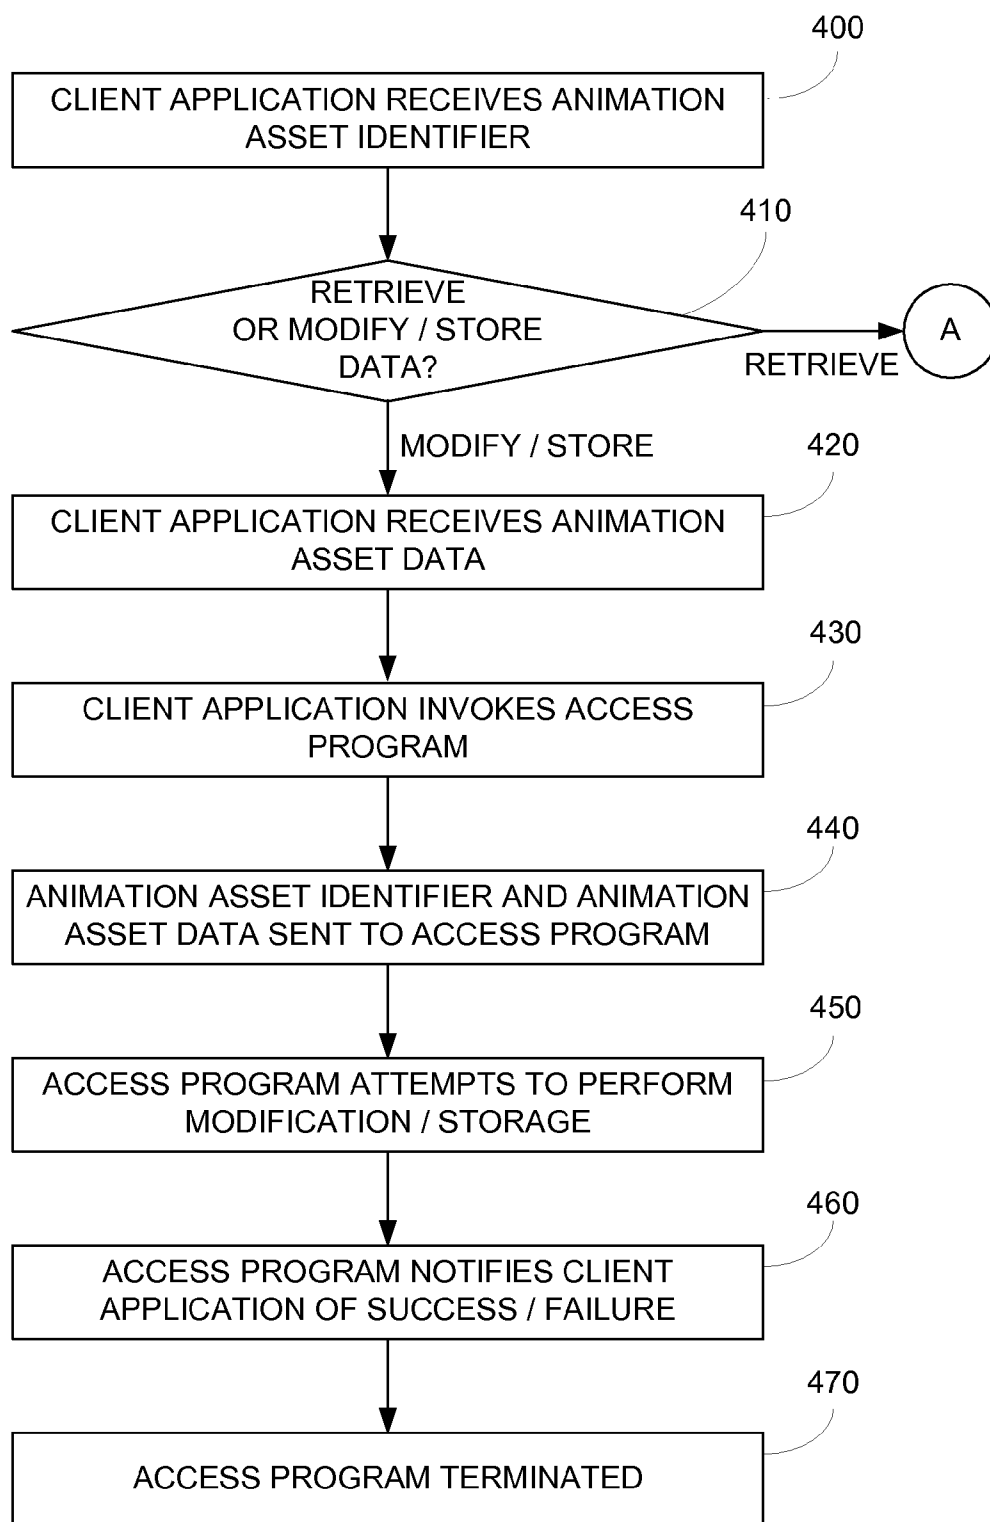 400
CLIENT APPLICATION RECEIVES ANIMATION
ASSET IDENTIFIER
410
RETRIEVE
OR MODIFY / STORE
DATA?
A
RETRIEVE
MODIFY / STORE
420
CLIENT APPLICATION RECEIVES ANIMATION
ASSET DATA
430
CLIENT APPLICATION INVOKES ACCESS
PROGRAM
440
ANIMATION ASSET IDENTIFIER AND ANIMATION
ASSET DATA SENT TO ACCESS PROGRAM
450
ACCESS PROGRAM ATTEMPTS TO PERFORM
MODIFICATION / STORAGE
460
ACCESS PROGRAM NOTIFIES CLIENT
APPLICATION OF SUCCESS / FAILURE
470
ACCESS PROGRAM TERMINATED